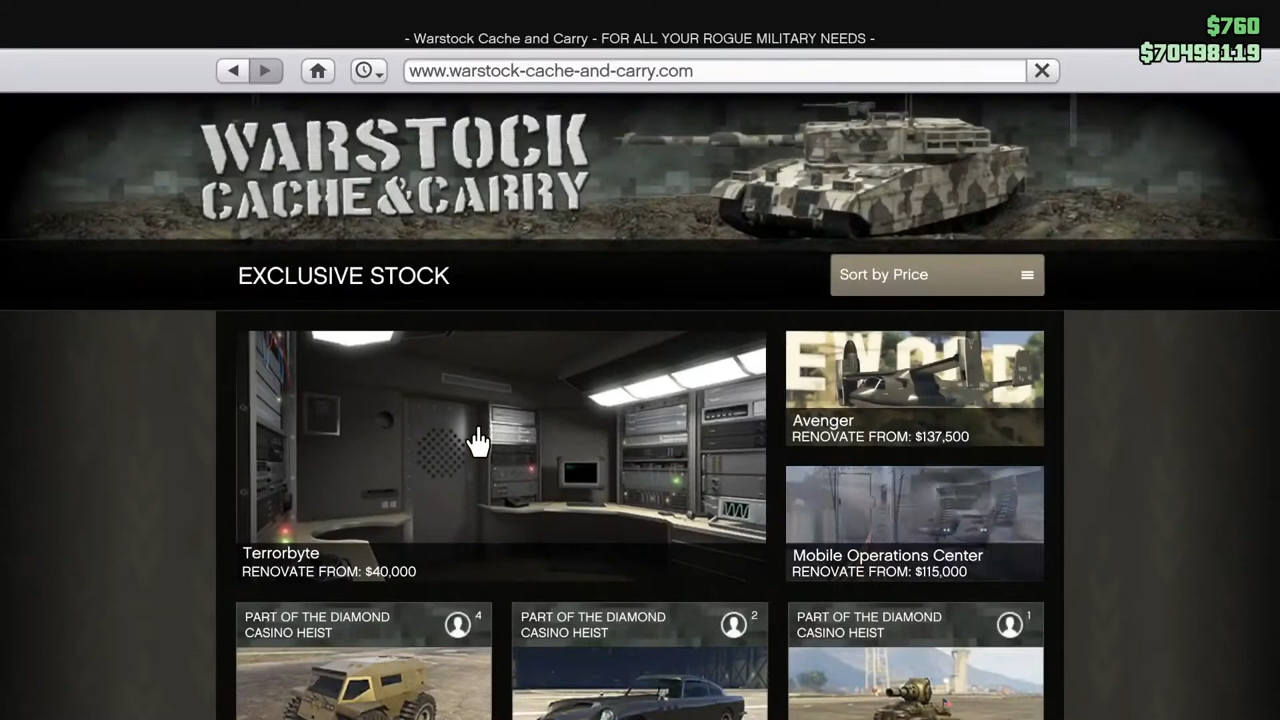 - Warstock Cache and Carry - FOR ALL YOUR ROGUE MILITARY NEEDS -
$760
$70498119
www.warstock-cache-and-carry.com
WARSTOCK
CACHE&CARRY
EXCLUSIVE STOCK
Sort by Price
Terrorbyte
RENOVATE FROM: $40,000
EWOOD
Avenger
RENOVATE FROM: $137,500
Mobile Operations Center
RENOVATE FROM: $115,000
PART OF THE DIAMOND
CASINO HEIST
4
PART OF THE DIAMOND
CASINO HEIST
2
PART OF THE DIAMOND
CASINO HEIST
1